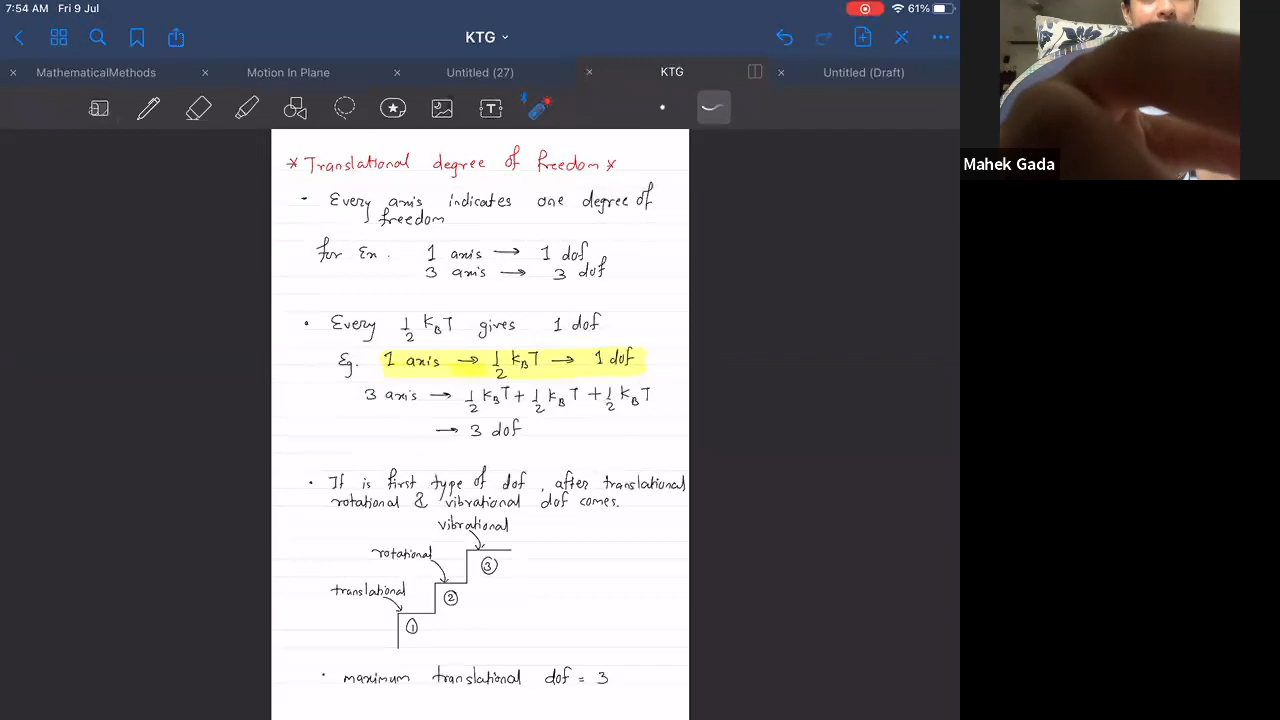 7:54 AM Fri 9 Jul
61%
KTG
MathematicalMethods
Motion In Plane
Untitled (27)
KTG
Untitled (Draft)
T
Mahek Gada
* Translational degree of freedom *
• Every axis indicates one degree of
freedom
for Ex. 1 axis → 1 dof
3 axis → 3 dof
• Every 1/2 KBT gives 1 dof
Eg. 1 axis → 1/2 KBT → 1 dof
3 axis → 1/2 KBT + 1/2 KBT + 1/2 KBT
→ 3 dof
• It is first type of dof, after translational
rotational & vibrational dof comes.
vibrational
rotational
③
translational
②
①
• maximum translational dof = 3